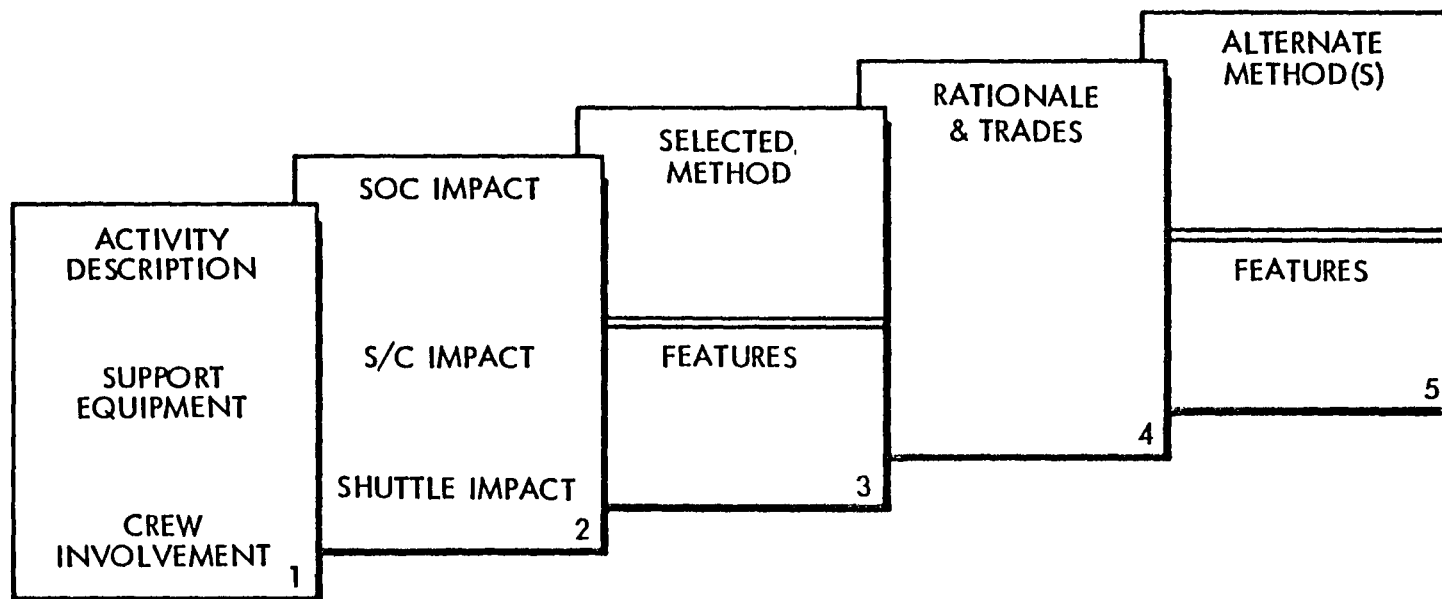 ACTIVITY
DESCRIPTION
SUPPORT
EQUIPMENT
CREW
INVOLVEMENT
1
SOC IMPACT
S/C IMPACT
SHUTTLE IMPACT
2
SELECTED
METHOD
FEATURES
3
RATIONALE
& TRADES
4
ALTERNATE
METHOD(S)
FEATURES
5